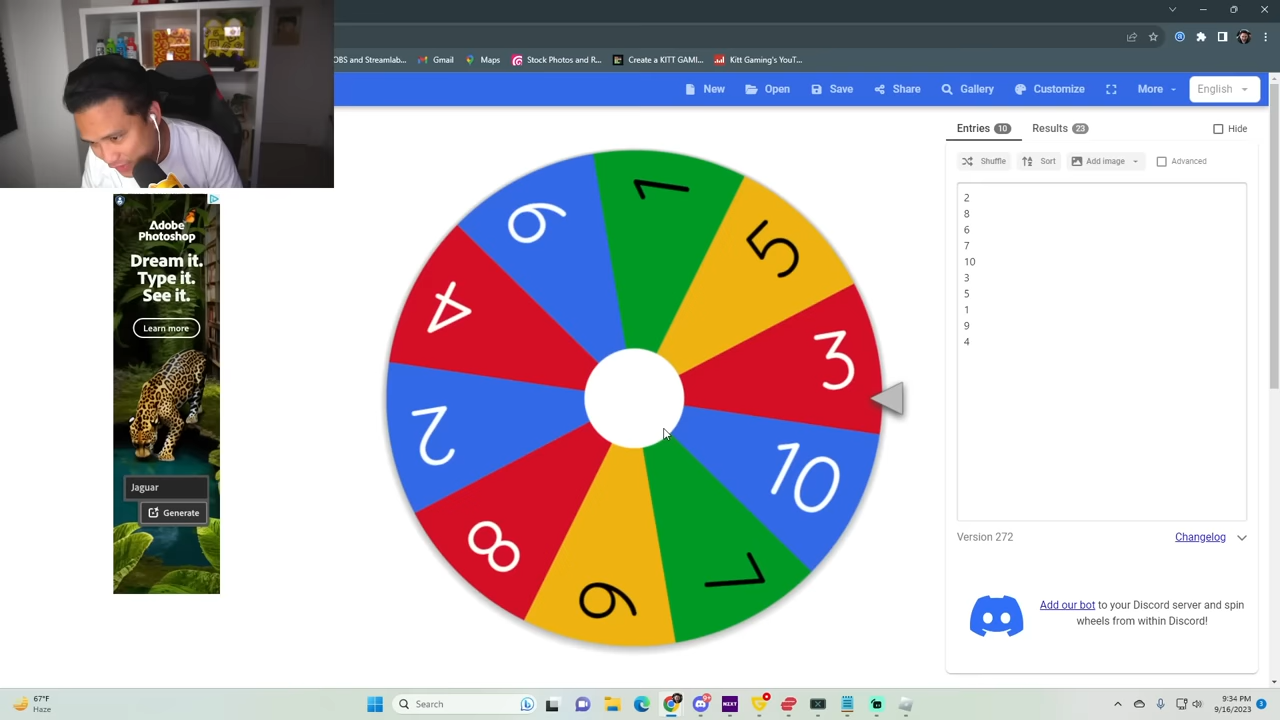 OBS and Streamlab...
Gmail
Maps
Stock Photos and R...
Create a KITT GAMI...
Kitt Gaming's YouT...
New
Open
Save
Share
Gallery
Customize
More
English
Entries 10
Results 23
Hide
Shuffle
Sort
Add image
Advanced
2
8
6
7
10
3
5
1
9
4
Version 272
Changelog
Add our bot to your Discord server and spin
wheels from within Discord!
Adobe
Photoshop
Dream it.
Type it.
See it.
Learn more
Jaguar
Generate
1
5
3
10
7
6
8
2
4
9
67°F
Haze
Search
NZXT
9:34 PM
9/16/2023
3